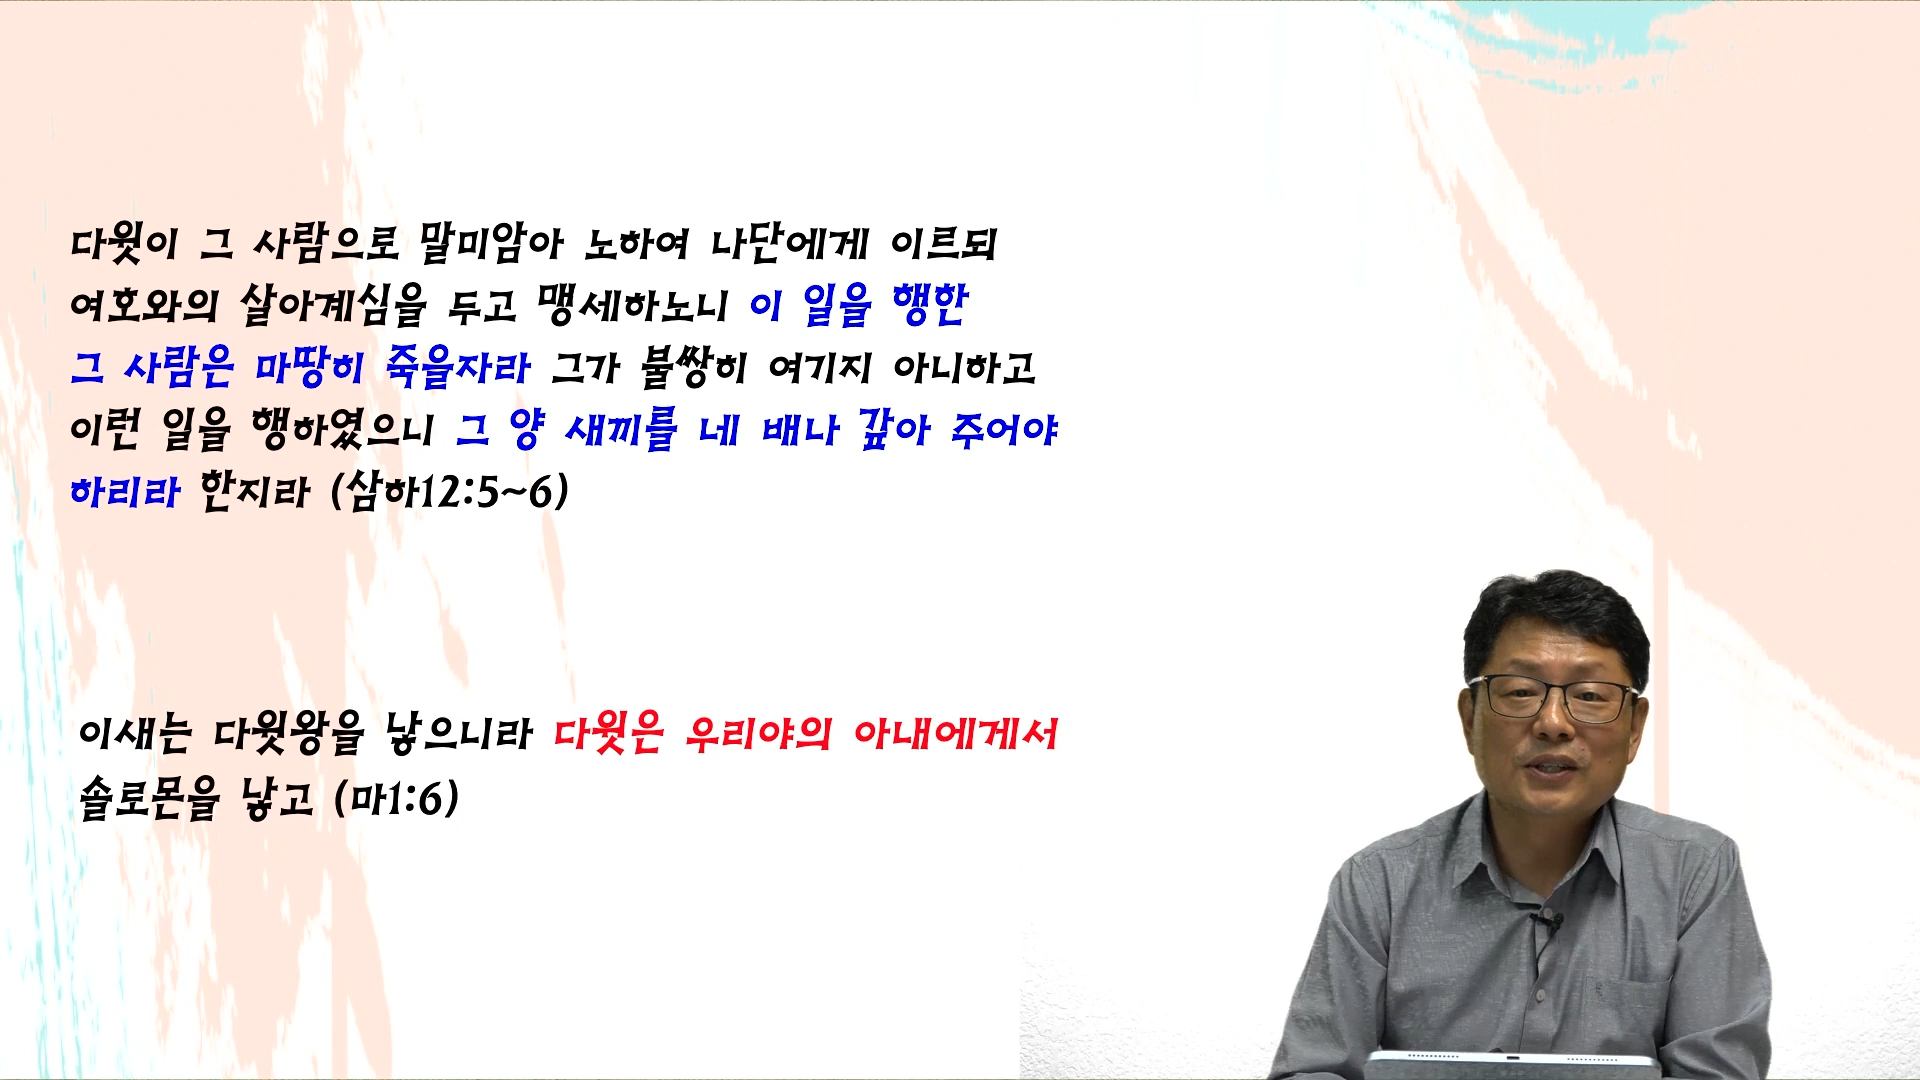 다윗이 그 사람으로 말미암아 노하여 나단에게 이르되
여호와의 살아계심을 두고 맹세하노니 이 일을 행한
그 사람은 마땅히 죽을자라 그가 불쌍히 여기지 아니하고
이런 일을 행하였으니 그 양 새끼를 네 배나 갚아 주어야
하리라 한지라 (삼하12:5~6)
이새는 다윗왕을 낳으니라 다윗은 우리야의 아내에게서
솔로몬을 낳고 (마1:6)